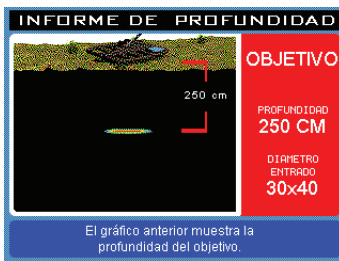 INFORME DE PROFUNDIDAD
OBJETIVO
250 cm
PROFUNDIDAD
250 CM
DIAMETRO
ENTRADO
30x40
El gráfico anterior muestra la
profundidad del objetivo.